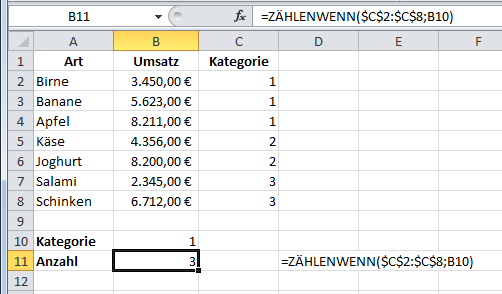 B11 fx =ZÄHLENWENN($C$2:$C$8;B10)
A B C D E F
1 Art Umsatz Kategorie
2 Birne 3.450,00 € 1
3 Banane 5.623,00 € 1
4 Apfel 8.211,00 € 1
5 Käse 4.356,00 € 2
6 Joghurt 8.200,00 € 2
7 Salami 2.345,00 € 3
8 Schinken 6.712,00 € 3
9
10 Kategorie 1
11 Anzahl 3 =ZÄHLENWENN($C$2:$C$8;B10)
12